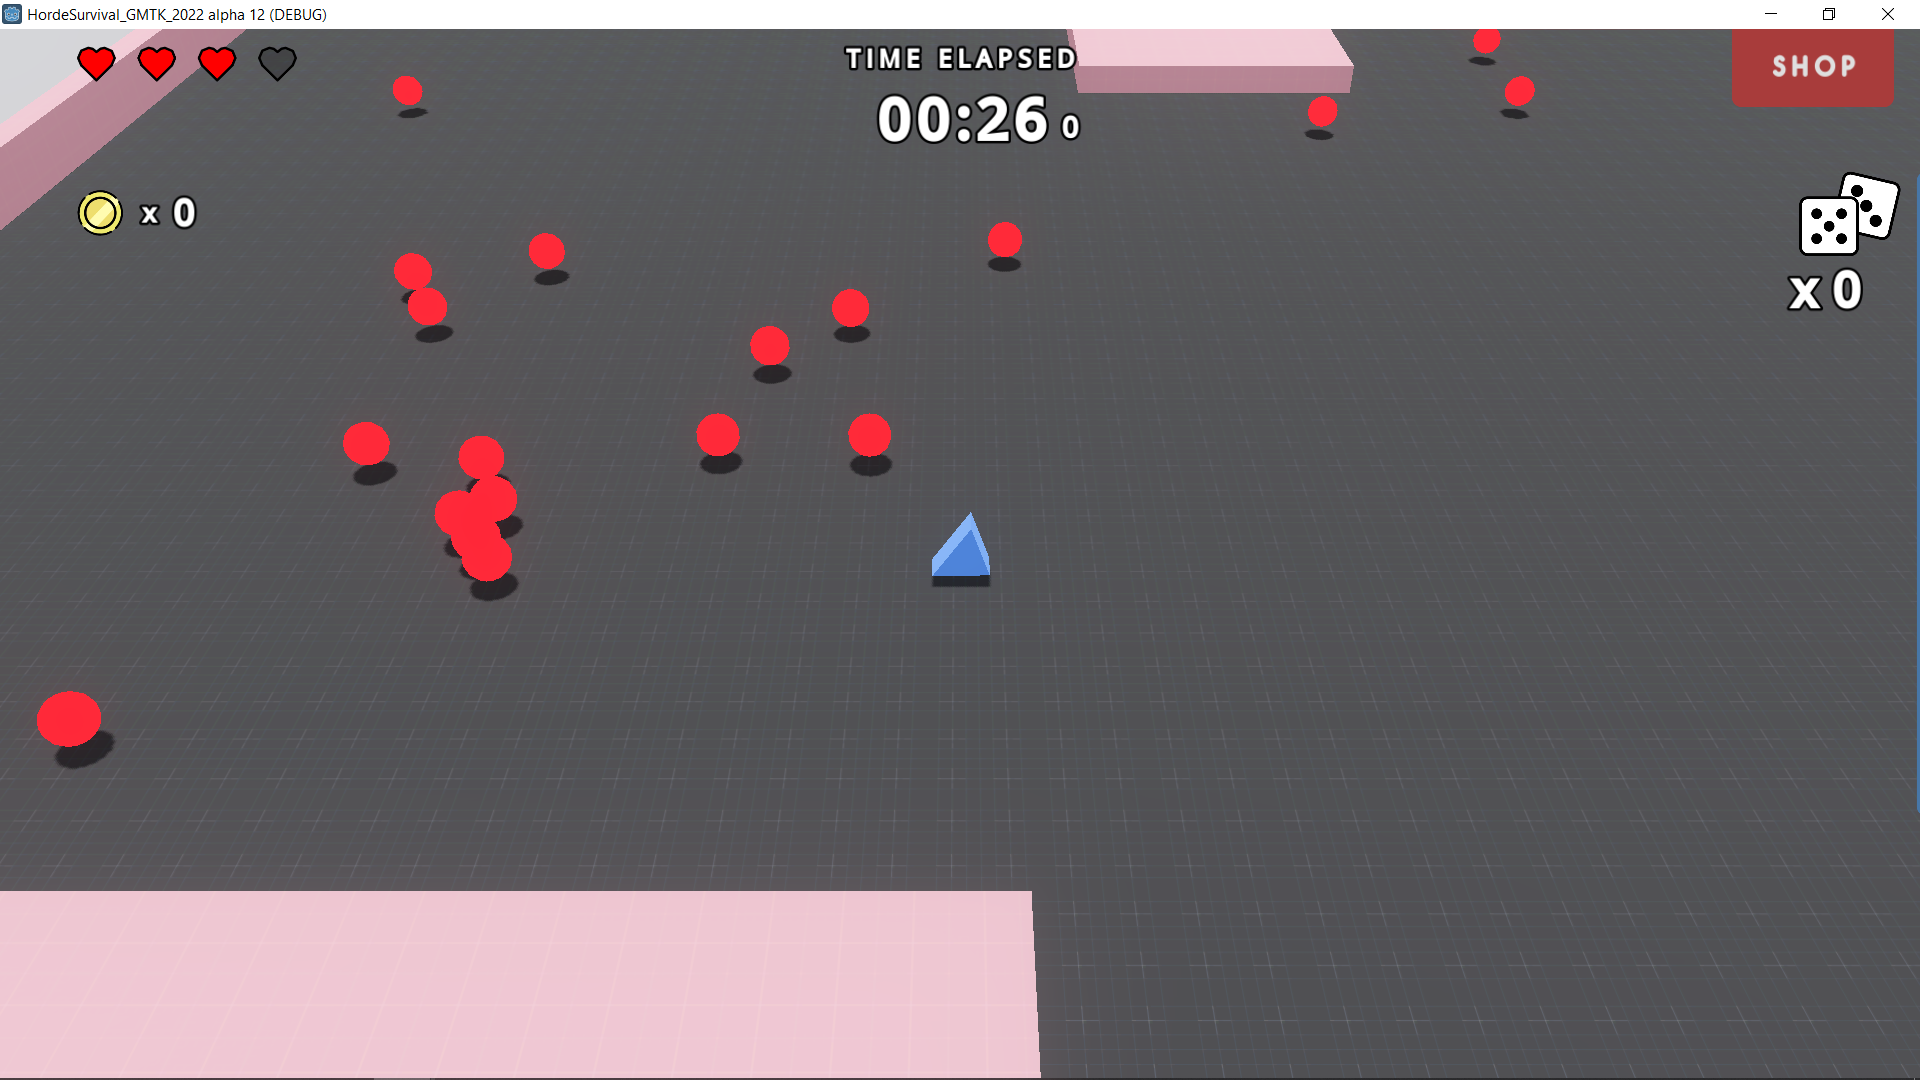 HordeSurvival_GMTK_2022 alpha 12 (DEBUG)
TIME ELAPSED
00:26 0
SHOP
x 0
x 0